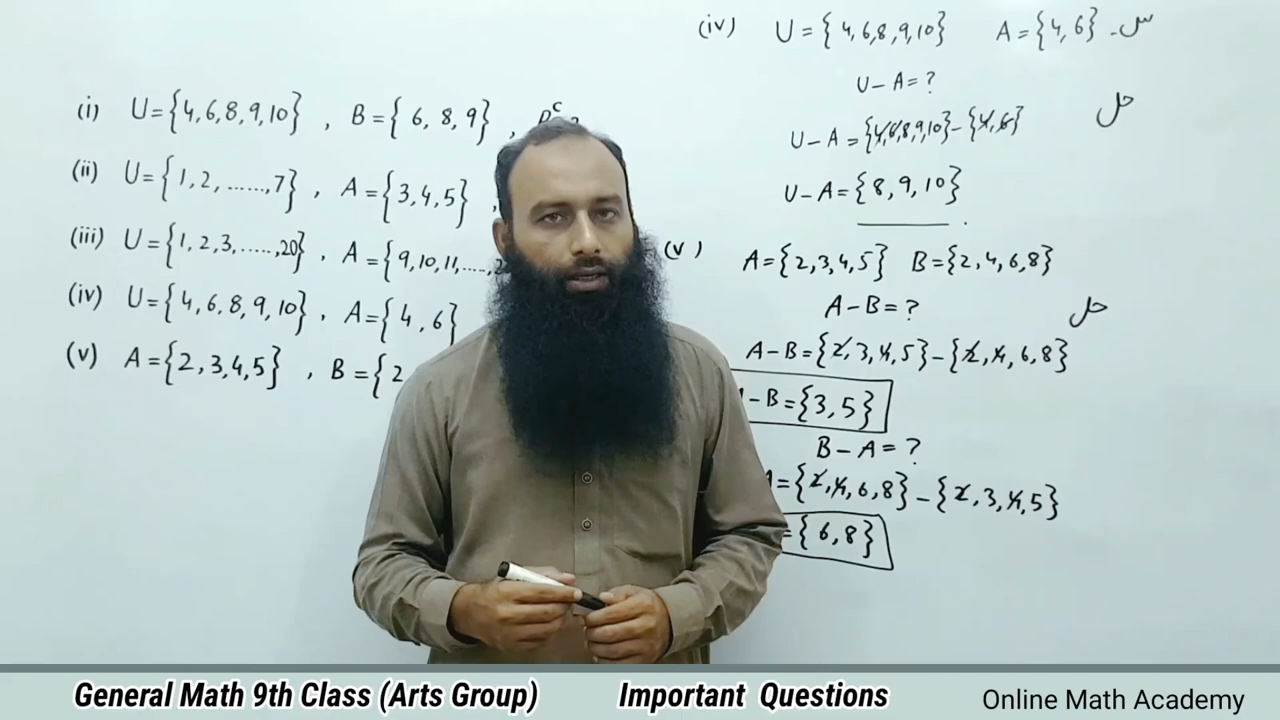 (i) U={4,6,8,9,10} , B={6, 8, 9} ,
(ii) U={1,2,......,7} , A={3,4,5}
(iii) U={1,2,3,.....,20} , A={9,10,11,....,2
(iv) U={4,6,8,9,10} , A={4,6}
(v) A={2,3,4,5} , B={2
(iv) U={4,6,8,9,10} A={4,6} - س
U-A=?
حل
U-A={4,6,8,9,10}-{4,6}
U-A={8,9,10}
(v) A={2,3,4,5} B={2,4,6,8}
A-B=?
حل
A-B={2,3,4,5}-{2,4,6,8}
-B={3,5}
B-A=?
={2,4,6,8}-{2,3,4,5}
={6,8}
General Math 9th Class (Arts Group) Important Questions Online Math Academy